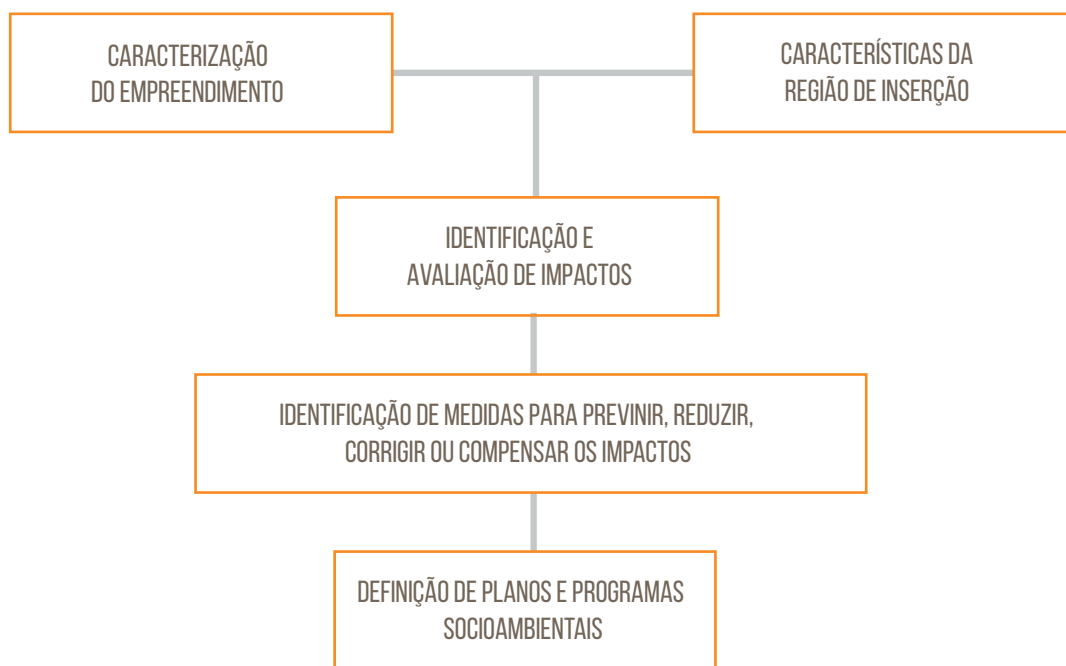 CARACTERIZAÇÃO
DO EMPREENDIMENTO
CARACTERÍSTICAS DA
REGIÃO DE INSERÇÃO
IDENTIFICAÇÃO E
AVALIAÇÃO DE IMPACTOS
IDENTIFICAÇÃO DE MEDIDAS PARA PREVINIR, REDUZIR,
CORRIGIR OU COMPENSAR OS IMPACTOS
DEFINIÇÃO DE PLANOS E PROGRAMAS
SOCIOAMBIENTAIS